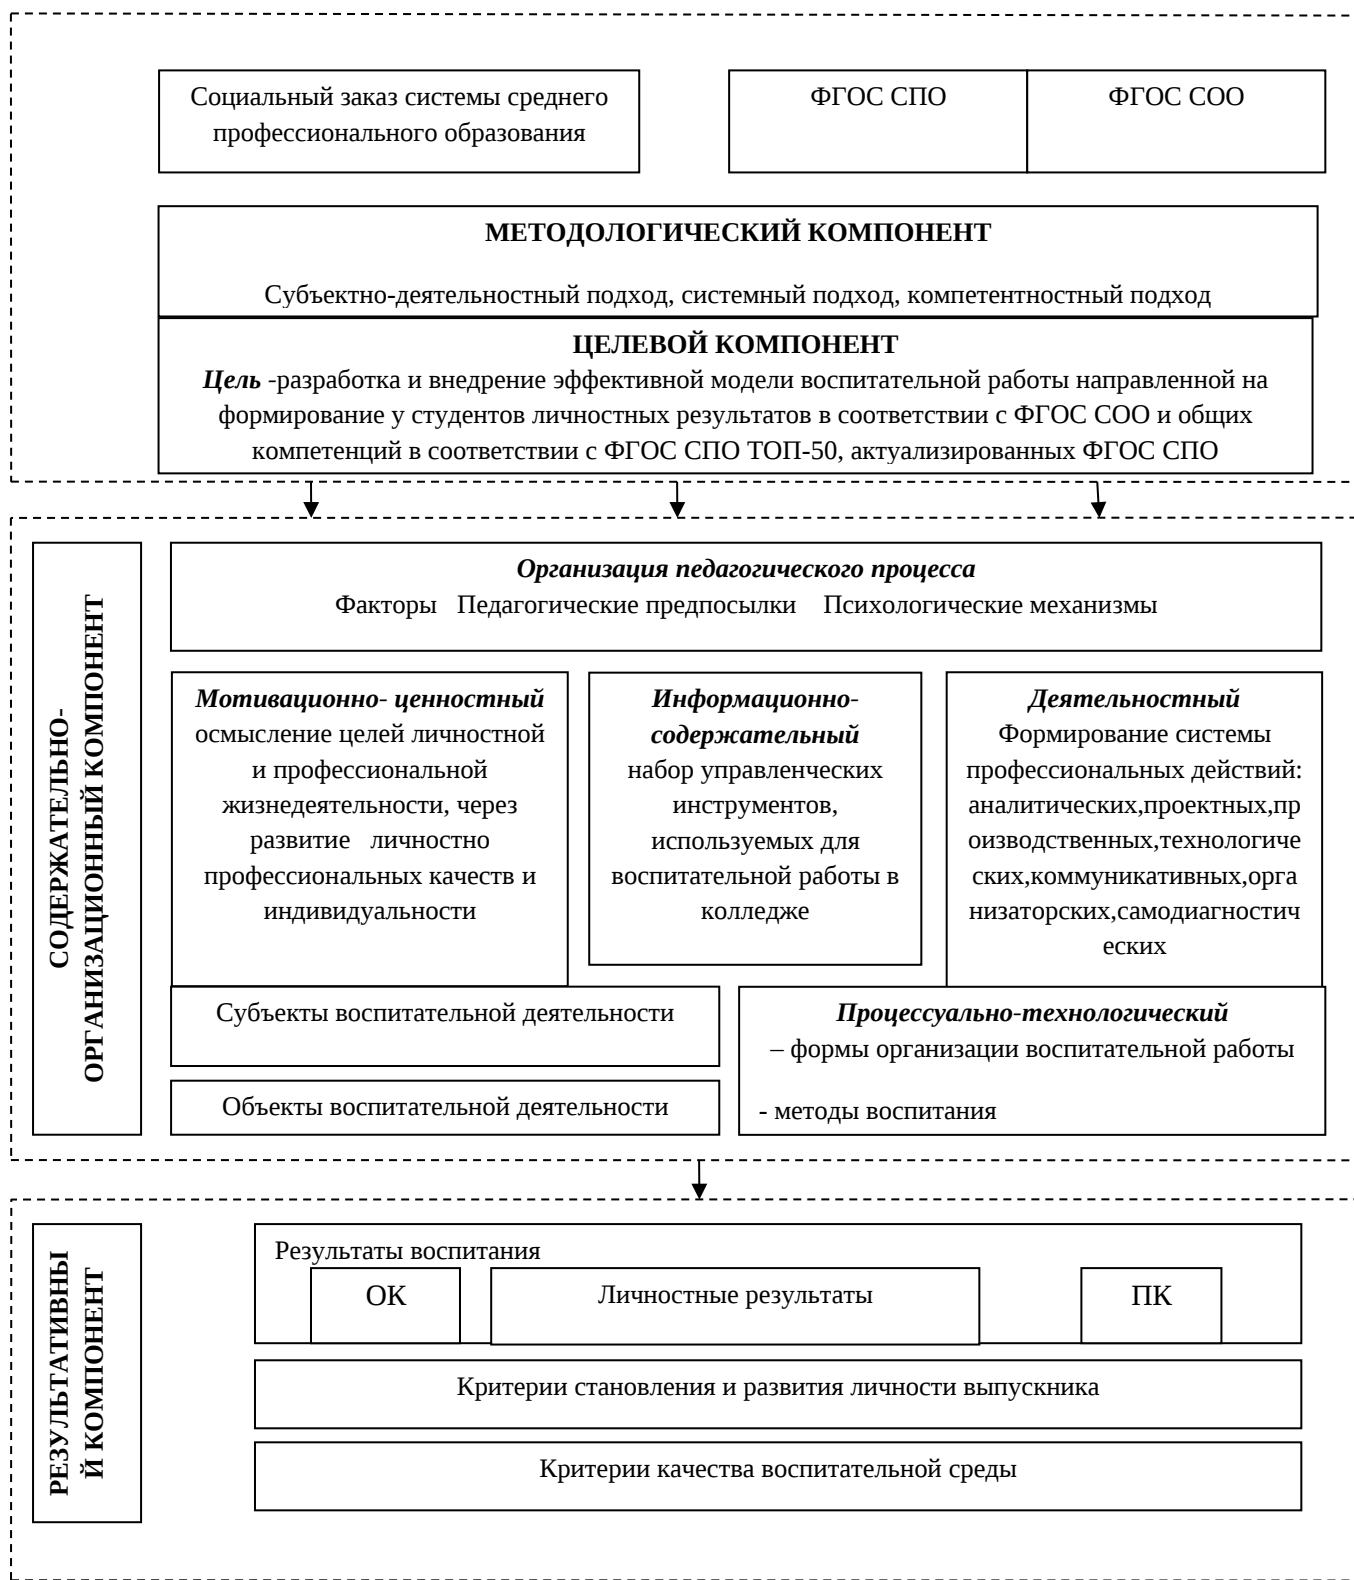 Социальный заказ системы среднего
профессионального образования
ФГОС СПО
ФГОС СОО
МЕТОДОЛОГИЧЕСКИЙ КОМПОНЕНТ
Субъектно-деятельностный подход, системный подход, компетентностный подход
ЦЕЛЕВОЙ КОМПОНЕНТ
Цель -разработка и внедрение эффективной модели воспитательной работы направленной на
формирование у студентов личностных результатов в соответствии с ФГОС СОО и общих
компетенций в соответствии с ФГОС СПО ТОП-50, актуализированных ФГОС СПО
СОДЕРЖАТЕЛЬНО-
ОРГАНИЗАЦИОННЫЙ КОМПОНЕНТ
Организация педагогического процесса
Факторы Педагогические предпосылки Психологические механизмы
Мотивационно- ценностный
осмысление целей личностной
и профессиональной
жизнедеятельности, через
развитие личностно
профессиональных качеств и
индивидуальности
Информационно-
содержательный
набор управленческих
инструментов,
используемых для
воспитательной работы в
колледже
Деятельностный
Формирование системы
профессиональных действий:
аналитических,проектных,пр
оизводственных,технологиче
ских,коммуникативных,орга
низаторских,самодиагностич
еских
Субъекты воспитательной деятельности
Объекты воспитательной деятельности
Процессуально-технологический
– формы организации воспитательной работы
- методы воспитания
РЕЗУЛЬТАТИВНЫ
Й КОМПОНЕНТ
Результаты воспитания
ОК
Личностные результаты
ПК
Критерии становления и развития личности выпускника
Критерии качества воспитательной среды